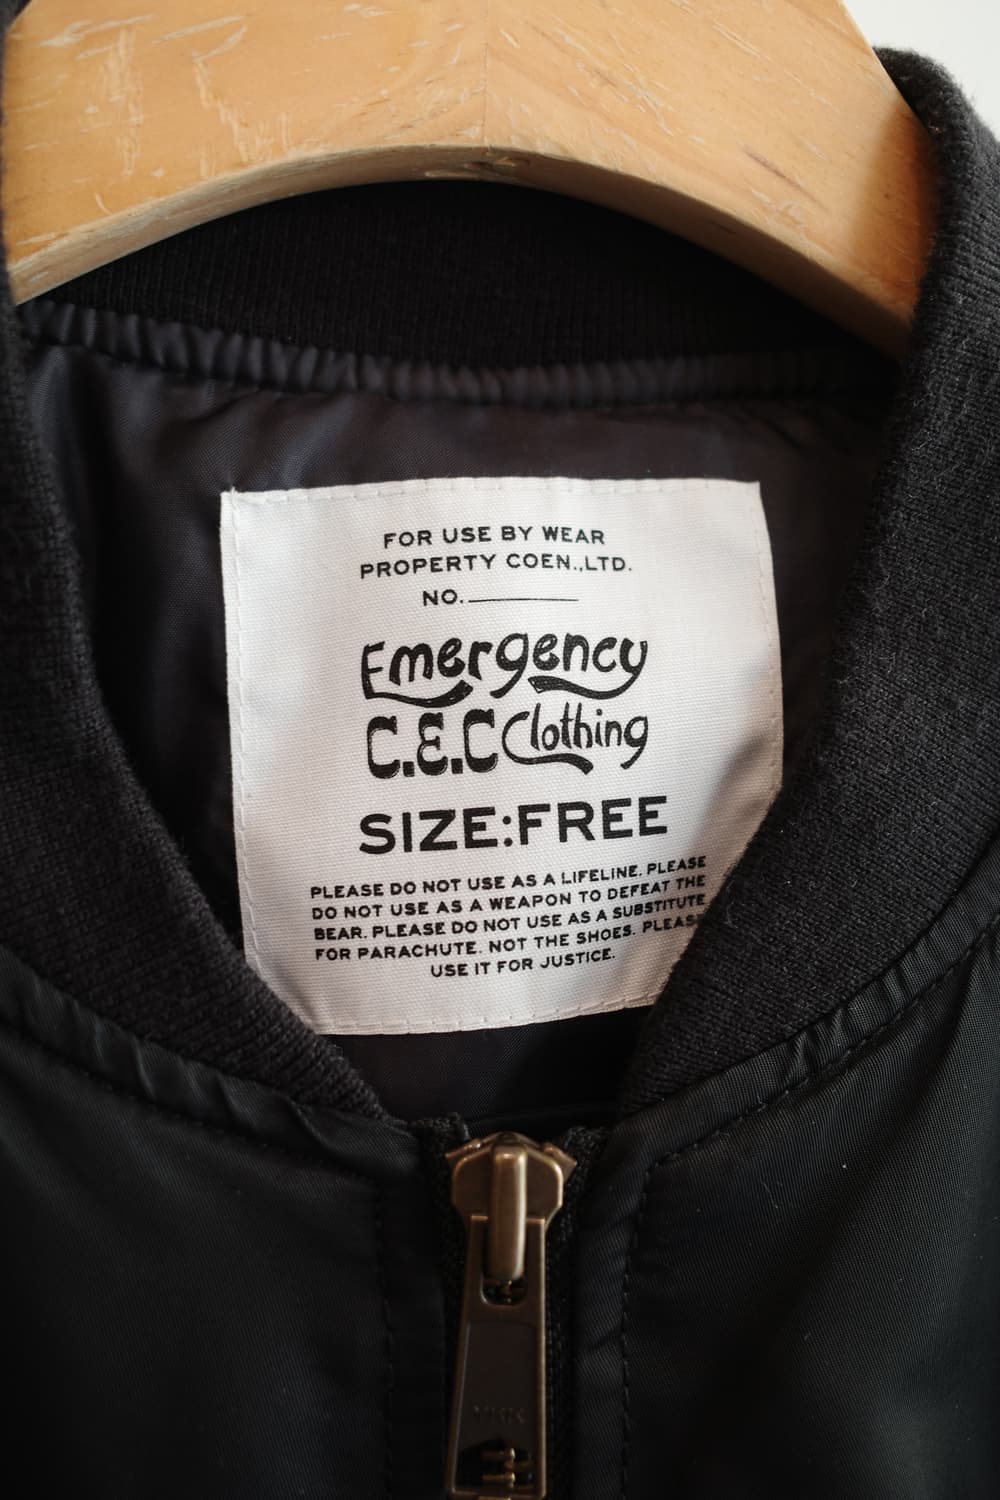 FOR USE BY WEAR
PROPERTY COEN.,LTD.
NO.
Emergency
C.E.C Clothing
SIZE:FREE
PLEASE DO NOT USE AS A LIFELINE. PLEASE
DO NOT USE AS A WEAPON TO DEFEAT THE
BEAR. PLEASE DO NOT USE AS A SUBSTITUTE
FOR PARACHUTE. NOT THE SHOES. PLEASE
USE IT FOR JUSTICE.